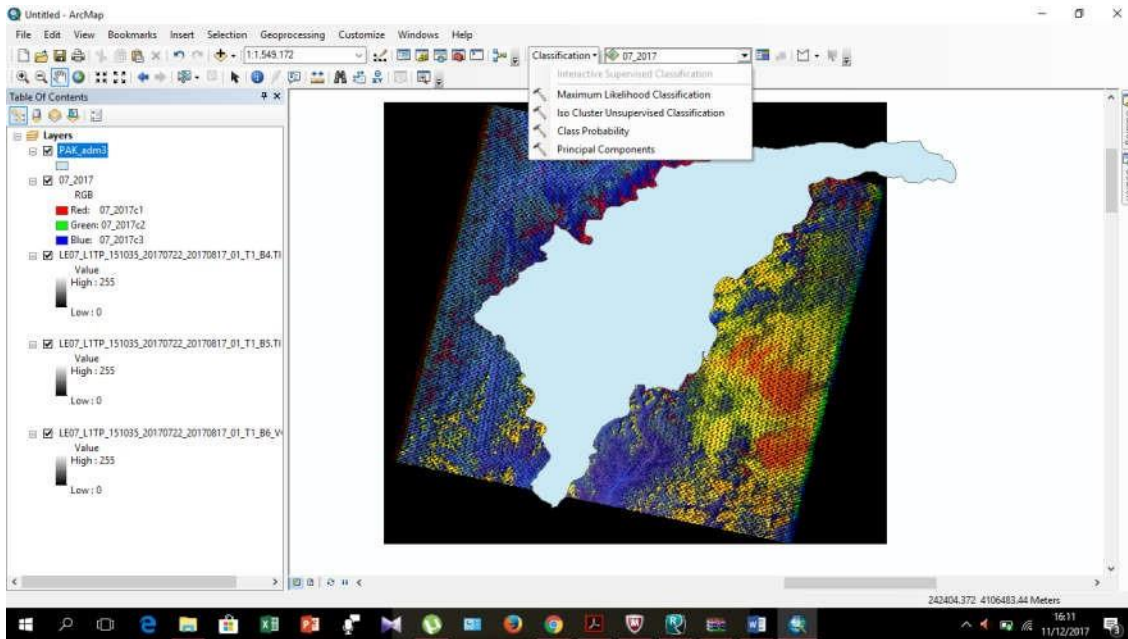 Untitled - ArcMap
File Edit View Bookmarks Insert Selection Geoprocessing Customize Windows Help
1:1,549,172
Classification
07_2017
Interactive Supervised Classification
Maximum Likelihood Classification
Iso Cluster Unsupervised Classification
Class Probability
Principal Components
Table Of Contents
Layers
PAK_adm3
07_2017
RGB
Red: 07_2017c1
Green: 07_2017c2
Blue: 07_2017c3
LE07_L1TP_151035_20170722_20170817_01_T1_B4.TI
Value
High : 255
Low : 0
LE07_L1TP_151035_20170722_20170817_01_T1_B5.TI
Value
High : 255
Low : 0
LE07_L1TP_151035_20170722_20170817_01_T1_B6_V
Value
High : 255
Low : 0
242404.372 4106483.44 Meters
16:11
11/12/2017